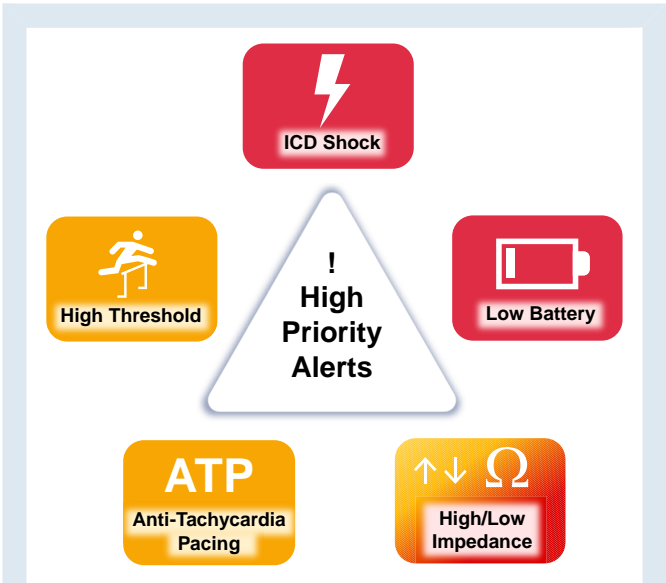 ICD Shock
!
High
Priority
Alerts
High Threshold
Low Battery
ATP
Anti-Tachycardia
Pacing
↑↓ Ω
High/Low
Impedance